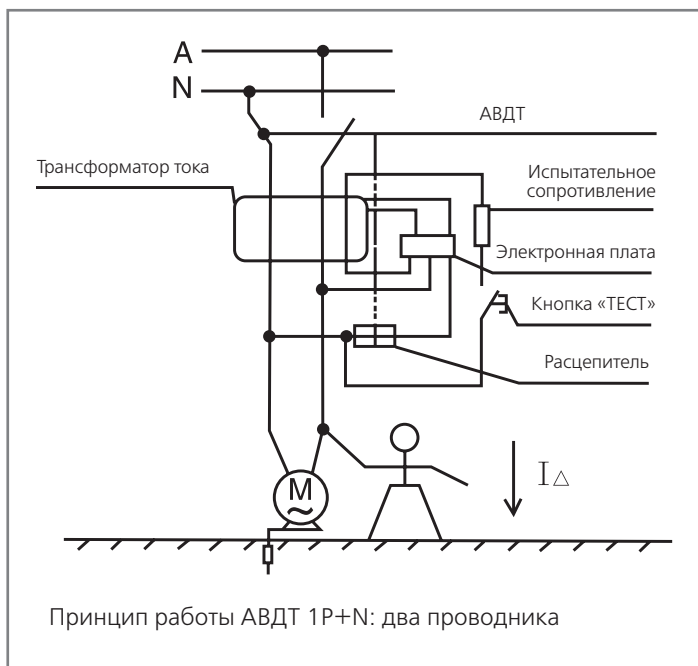 A
N
АВДТ
Трансформатор тока
Испытательное
сопротивление
Электронная плата
Кнопка «ТЕСТ»
Расцепитель
I△
M
~
Принцип работы АВДТ 1P+N: два проводника